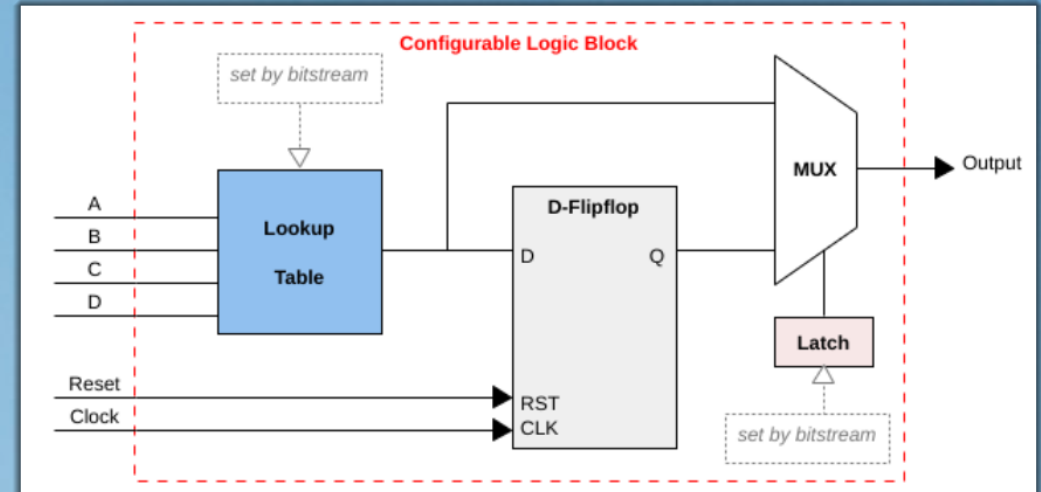 Configurable Logic Block
set by bitstream
A
B
C
D
Lookup
Table
D-Flipflop
D
Q
MUX
Output
Latch
Reset
Clock
RST
CLK
set by bitstream